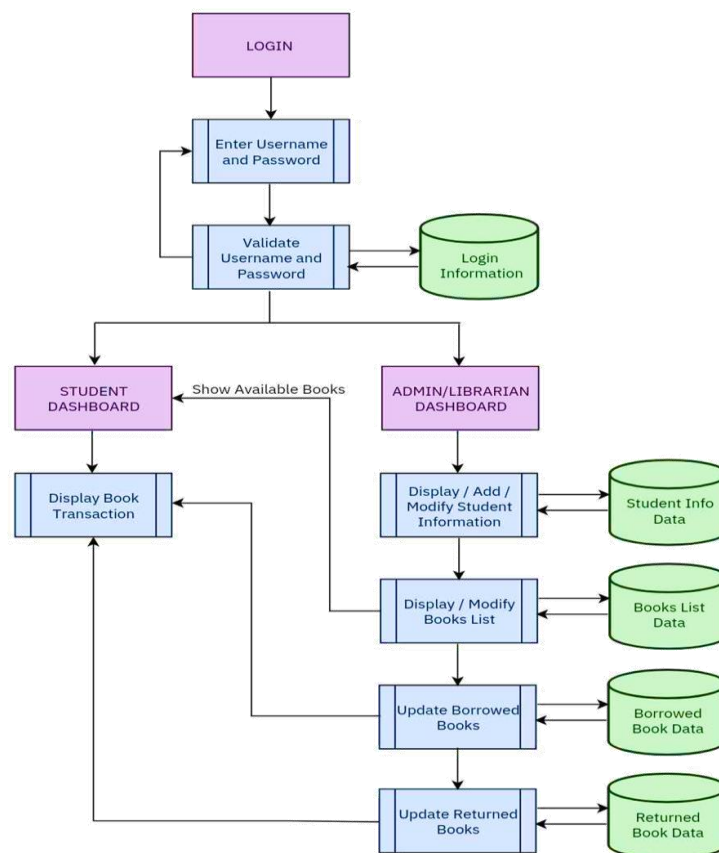 LOGIN
Enter Username
and Password
Validate
Username and
Password
Login
Information
STUDENT
DASHBOARD
Show Available Books
ADMIN/LIBRARIAN
DASHBOARD
Display Book
Transaction
Display / Add /
Modify Student
Information
Student Info
Data
Display / Modify
Books List
Books List
Data
Update Borrowed
Books
Borrowed
Book Data
Update Returned
Books
Returned
Book Data